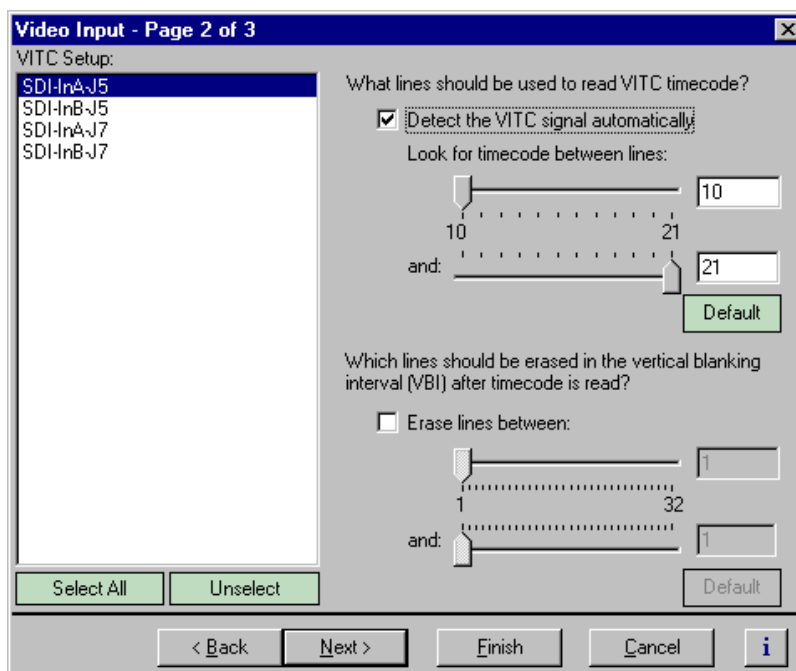 Video Input - Page 2 of 3
VITC Setup:
SDI-InA-J5
SDI-InB-J5
SDI-InA-J7
SDI-InB-J7
Select All
Unselect
What lines should be used to read VITC timecode?
Detect the VITC signal automatically
Look for timecode between lines:
10
10 21
and:
21
Default
Which lines should be erased in the vertical blanking
interval (VBI) after timecode is read?
Erase lines between:
1
1 32
and:
1
Default
< Back
Next >
Finish
Cancel
i